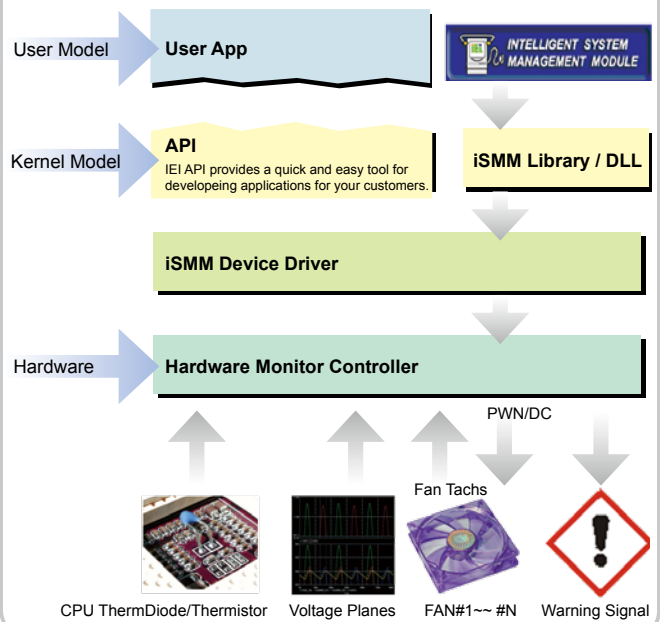 User Model
User App
INTELLIGENT SYSTEM
MANAGEMENT MODULE
Kernel Model
API
IEI API provides a quick and easy tool for
developeing applications for your customers.
iSMM Library / DLL
iSMM Device Driver
Hardware
Hardware Monitor Controller
PWN/DC
Fan Tachs
CPU ThermDiode/Thermistor
Voltage Planes
FAN#1~~ #N
Warning Signal